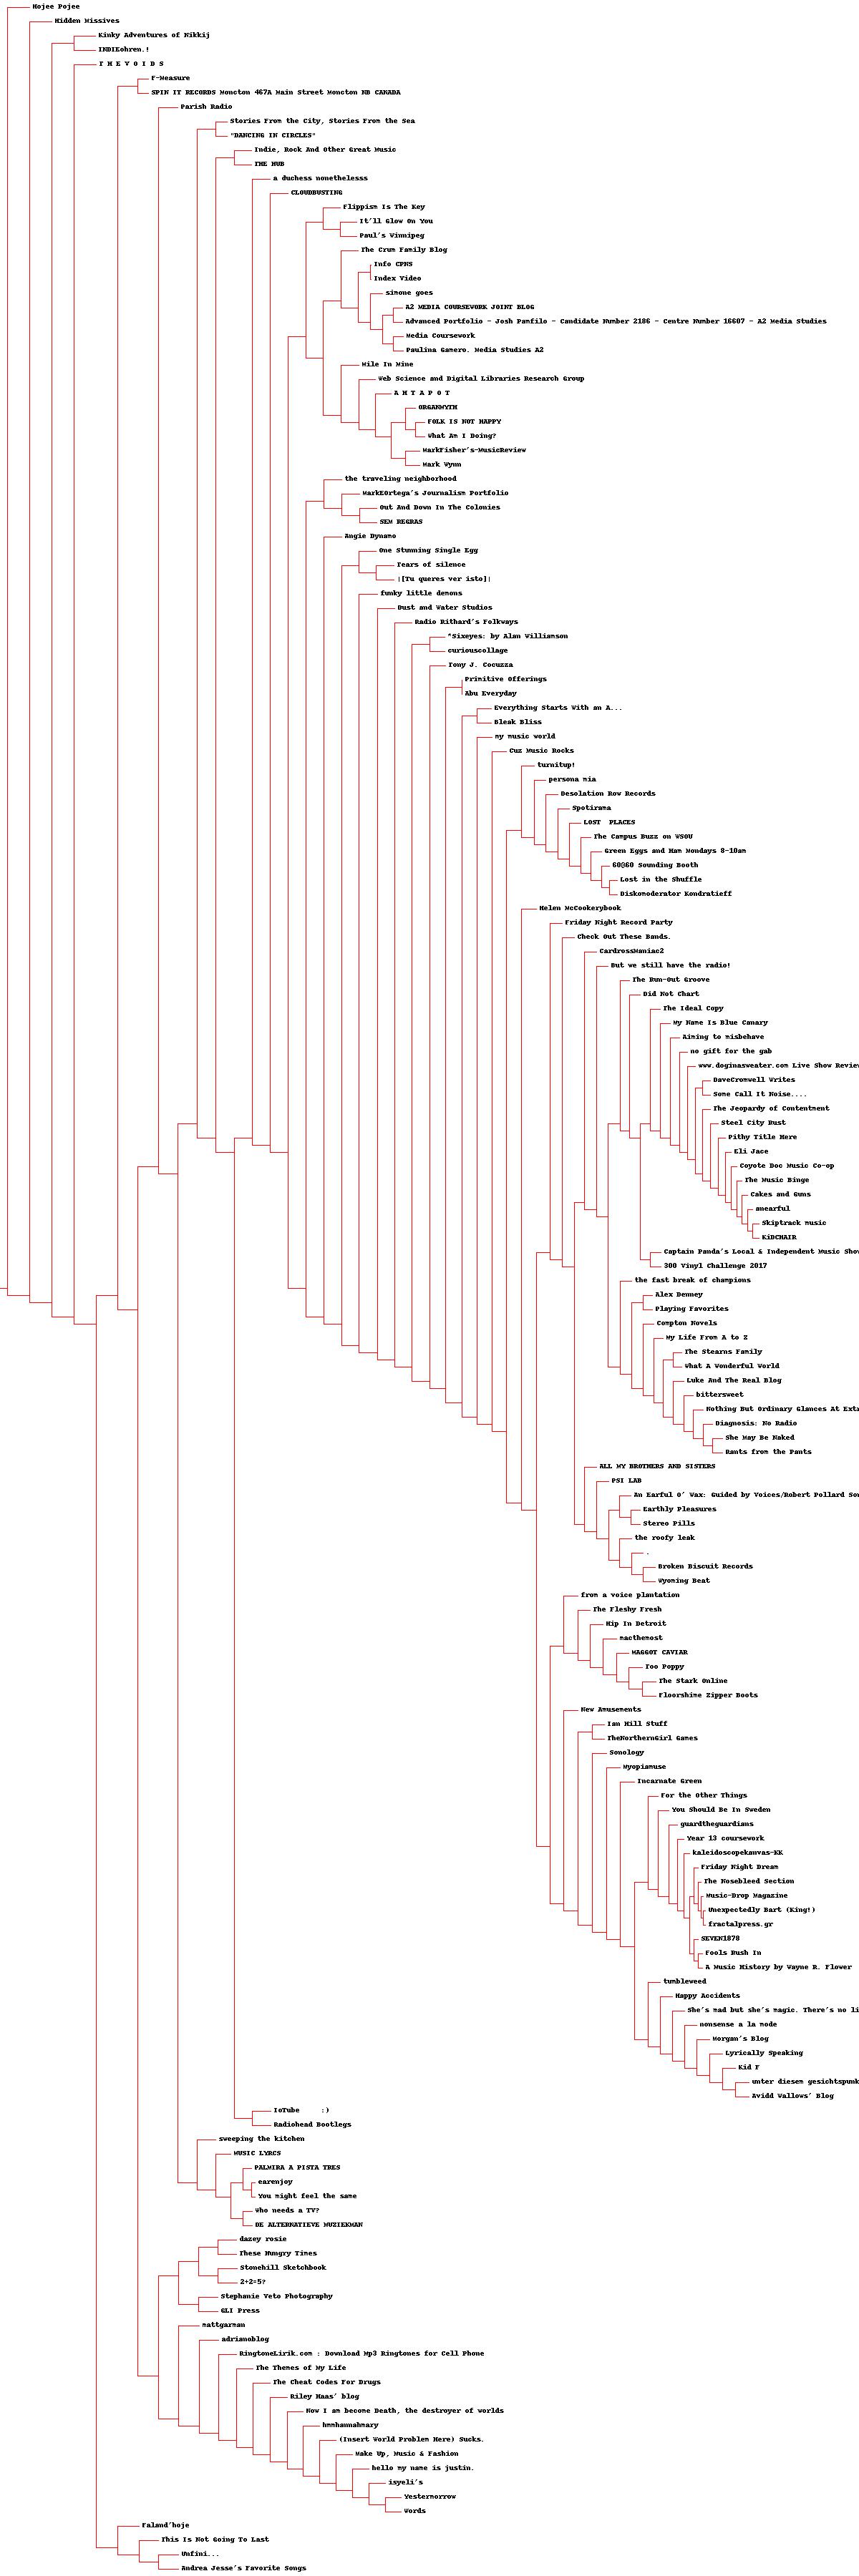 Hojee Pojee
Hidden Missives
Kinky Adventures of Nikkij
INDIEohren.!
T H E V O I D S
F-Measure
SPIN IT RECORDS Moncton 467A Main Street Moncton NB CANADA
Parish Radio
Stories From the City, Stories From the Sea
"DANCING IN CIRCLES"
Indie, Rock And Other Great Music
THE HUB
a duchess nonethelesss
CLOUDBUSTING
Flippism Is The Key
It'll Glow On You
Paul's Winnipeg
The Crum Family Blog
Info CPNS
Index Video
simone goes
A2 MEDIA COURSEWORK JOINT BLOG
Advanced Portfolio - Josh Pamfilo - Candidate Number 2186 - Centre Number 16607 - A2 Media Studies
Media Coursework
Paulina Gamero. Media Studies A2
Mile In Mine
Web Science and Digital Libraries Research Group
A H T A P O T
ORGANMYTH
FOLK IS NOT HAPPY
What Am I Doing?
MarkFisher's-MusicReview
Mark Wynn
the traveling neighborhood
MarkEOrtega's Journalism Portfolio
Out And Down In The Colonies
SEM REGRAS
Angie Dynamo
One Stunning Single Egg
Tears of silence
|[Tu queres ver isto]|
funky little demons
Dust and Water Studios
Radio Rithard's Folkways
*Sixeyes: by Alan Williamson
curiouscollage
Tony J. Cocuzza
Primitive Offerings
Abu Everyday
Everything Starts With an A...
Bleak Bliss
my music world
Cuz Music Rocks
turnitup!
persona mia
Desolation Row Records
Spotirama
LOST  PLACES
The Campus Buzz on WSOU
Green Eggs and Ham Mondays 8-10am
60@60 Sounding Booth
Lost in the Shuffle
Diskomoderator Kondratieff
Helen McCookerybook
Friday Night Record Party
Check Out These Bands.
CardrossManiac2
But we still have the radio!
The Run-Out Groove
Did Not Chart
The Ideal Copy
My Name Is Blue Canary
Aiming to misbehave
no gift for the gab
www.doginasweater.com Live Show Review
DaveCromwell Writes
Some Call It Noise....
The Jeopardy of Contentment
Steel City Rust
Pithy Title Here
Eli Jace
Coyote Doc Music Co-op
The Music Binge
Cakes and Guns
anearful
Skiptrack music
KiDCHAIR
Captain Panda's Local & Independent Music Show
300 Vinyl Challenge 2017
the fast break of champions
Alex Denney
Playing Favorites
Compton Novels
My Life From A to Z
The Stearns Family
What A Wonderful World
Luke And The Real Blog
bittersweet
Nothing But Ordinary Glances At Exta
Diagnosis: No Radio
She May Be Naked
Rants from the Pants
ALL MY BROTHERS AND SISTERS
PSI LAB
An Earful O' Wax: Guided by Voices/Robert Pollard Son
Earthly Pleasures
Stereo Pills
the roofy leak
.
Broken Biscuit Records
Wyoming Beat
from a voice plantation
The Fleshy Fresh
Hip In Detroit
macthemost
MAGGOT CAVIAR
Too Poppy
The Stark Online
Floorshime Zipper Boots
New Amusements
Ian Hill Stuff
TheNorthernGirl Games
Sonology
Myopiamuse
Incarnate Green
For the Other Things
You Should Be In Sweden
guardtheguardians
Year 13 coursework
kaleidoscopekanvas-KK
Friday Night Dream
The Nosebleed Section
Music-Drop Magazine
Unexpectedly Bart (King!)
fractalpress.gr
SEVEN1878
Fools Rush In
A Music History by Wayne R. Flower
tumbleweed
Happy Accidents
She's mad but she's magic. There's no li
nonsense a la mode
Morgan's Blog
Lyrically Speaking
Kid F
unter diesem gesichtspunk
Avidd Wallows' Blog
IoTube     :)
Radiohead Bootlegs
sweeping the kitchen
MUSIC LYRCS
PALMIRA A PISTA TRES
earenjoy
You might feel the same
Who needs a TV?
DE ALTERNATIEVE MUZIEKMAN
dazey rosie
These Hungry Times
Stonehill Sketchbook
2+2=5?
Stephanie Veto Photography
GLI Press
mattgarman
adrianoblog
RingtoneLirik.com : Download Mp3 Ringtones for Cell Phone
The Themes of My Life
The Cheat Codes For Drugs
Riley Haas' blog
Now I am become Death, the destroyer of worlds
hmmhannahmary
(Insert World Problem Here) Sucks.
Wake Up, Music & Fashion
hello my name is justin.
isyeli's
Yestermorrow
Words
Faland'hoje
This Is Not Going To Last
Unfini...
Andrea Jesse's Favorite Songs